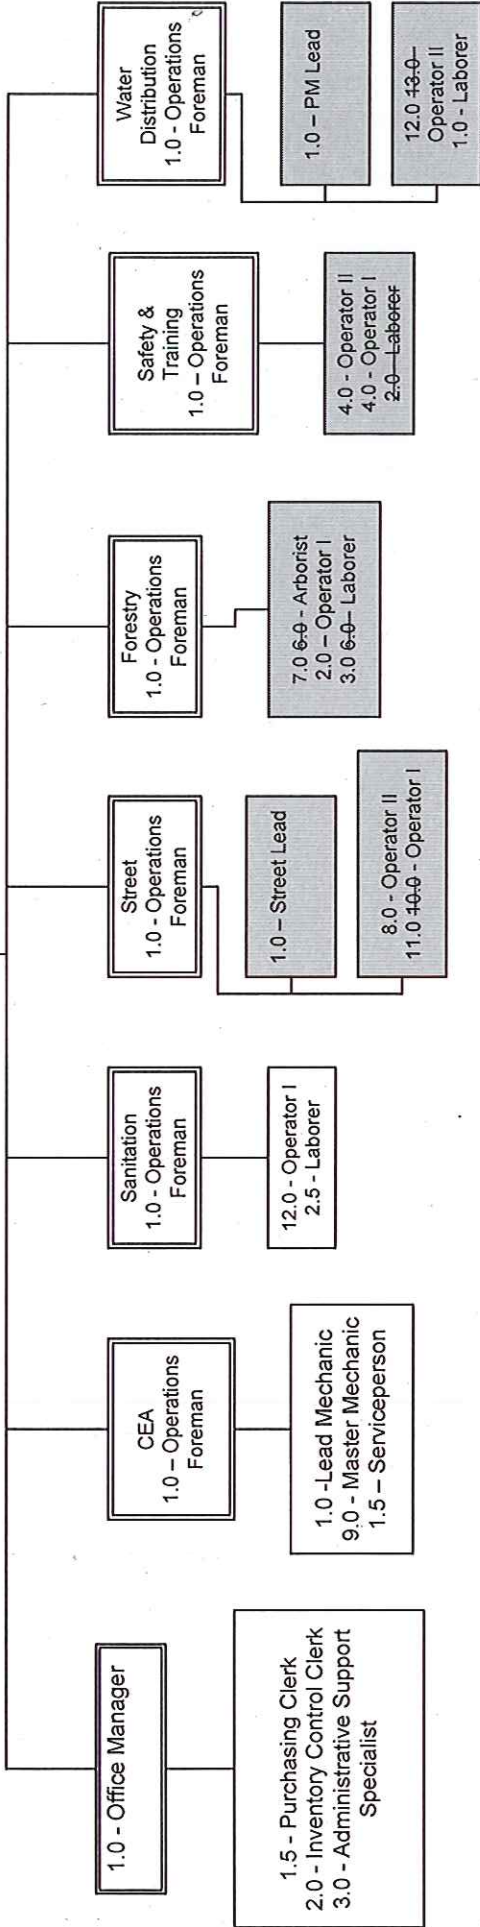 1.0 - Office Manager
1.5 - Purchasing Clerk
2.0 - Inventory Control Clerk
3.0 - Administrative Support
Specialist
CEA
1.0 – Operations
Foreman
1.0 -Lead Mechanic
9.0 - Master Mechanic
1.5 – Serviceperson
Sanitation
1.0 - Operations
Foreman
12.0 - Operator I
2.5 - Laborer
Street
1.0 - Operations
Foreman
1.0 – Street Lead
8.0 - Operator II
11.0 10.0 - Operator I
Forestry
1.0 - Operations
Foreman
7.0 6.0 - Arborist
2.0 – Operator I
3.0 6.0 – Laborer
Safety &
Training
1.0 – Operations
Foreman
4.0 - Operator II
4.0 - Operator I
2.0 - Laborer
Water
Distribution
1.0 - Operations
Foreman
1.0 – PM Lead
12.0 13.0 –
Operator II
1.0 - Laborer